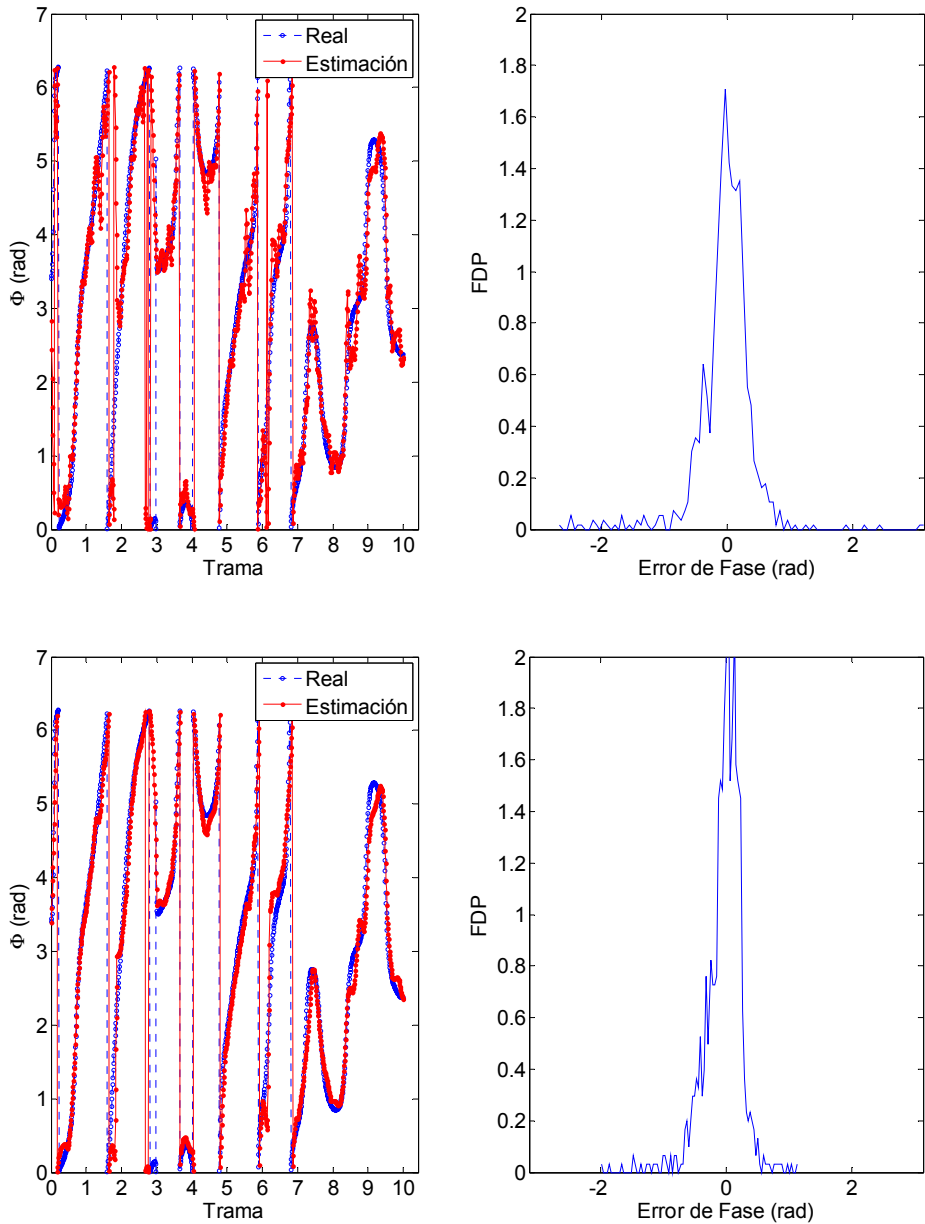 7
6
5
4
3
2
1
0
Φ (rad)
0 1 2 3 4 5 6 7 8 9 10
Trama
Real
Estimación
2
1.8
1.6
1.4
1.2
1
0.8
0.6
0.4
0.2
0
FDP
-2 0 2
Error de Fase (rad)
7
6
5
4
3
2
1
0
Φ (rad)
0 1 2 3 4 5 6 7 8 9 10
Trama
Real
Estimación
2
1.8
1.6
1.4
1.2
1
0.8
0.6
0.4
0.2
0
FDP
-2 0 2
Error de Fase (rad)